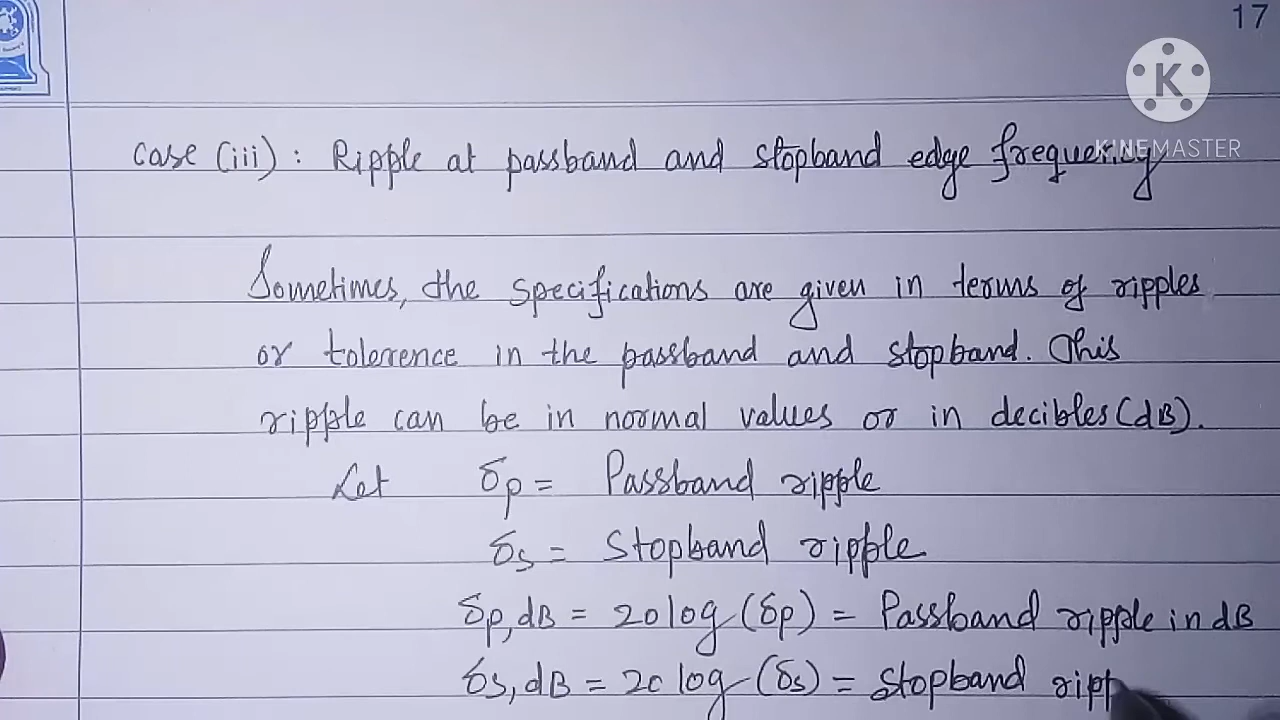 17
K
KINEMASTER
Case (iii) : Ripple at passband and stopband edge frequency
Sometimes, the specifications are given in terms of ripples
or tolerence in the passband and stopband. This
ripple can be in normal values or in decibles (dB).
Let δp = Passband ripple
δs = Stopband ripple
δp,dB = 20 log (δp) = Passband ripple in dB
δs,dB = 20 log (δs) = Stopband ripp